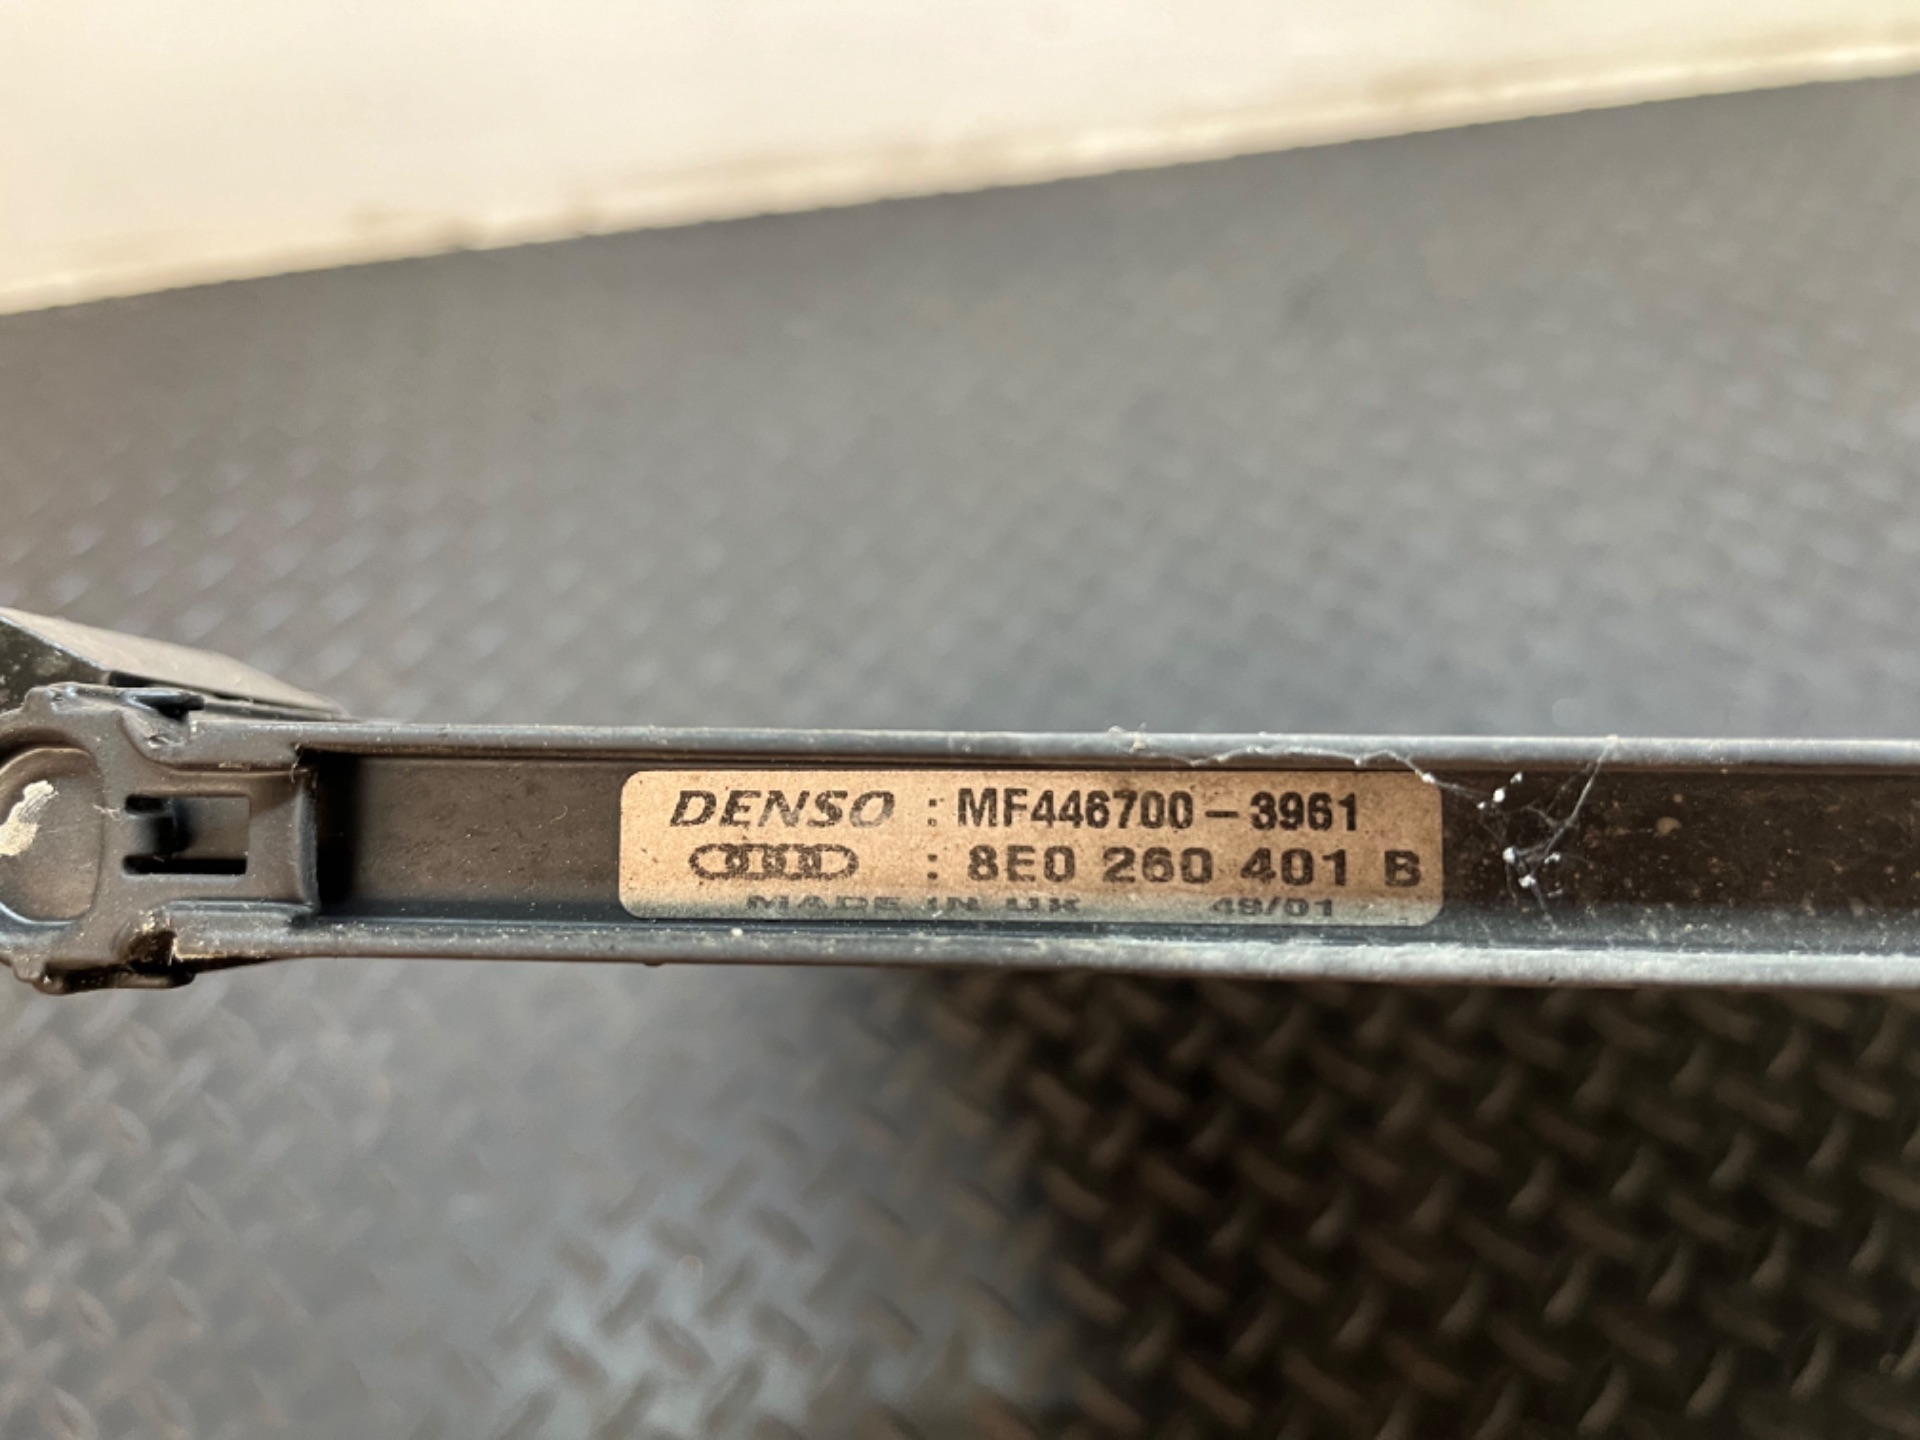 DENSO : MF446700-3961
: 8E0 260 401 B
MADE IN UK 49/01